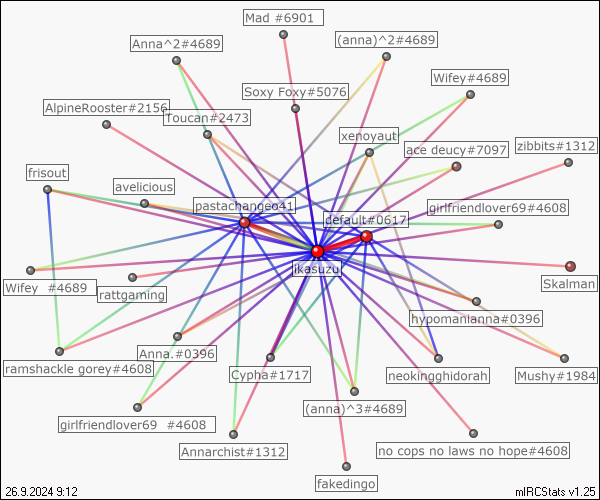 Mad #6901
Anna^2#4689
(anna)^2#4689
Wifey#4689
Soxy Foxy#5076
AlpineRooster#2156
Toucan#2473
xenoyaut
ace deucy#7097
zibbits#1312
frisout
avelicious
pastachangeo41
default#0617
girlfriendlover69#4608
ikasuzu
Wifey  #4689
rattgaming
Skalman
hypomanianna#0396
ramshackle gorey#4608
Anna.#0396
Cypha#1717
neokingghidorah
Mushy#1984
(anna)^3#4689
girlfriendlover69  #4608
Annarchist#1312
no cops no laws no hope#4608
fakedingo
26.9.2024 9:12
mIRCStats v1.25